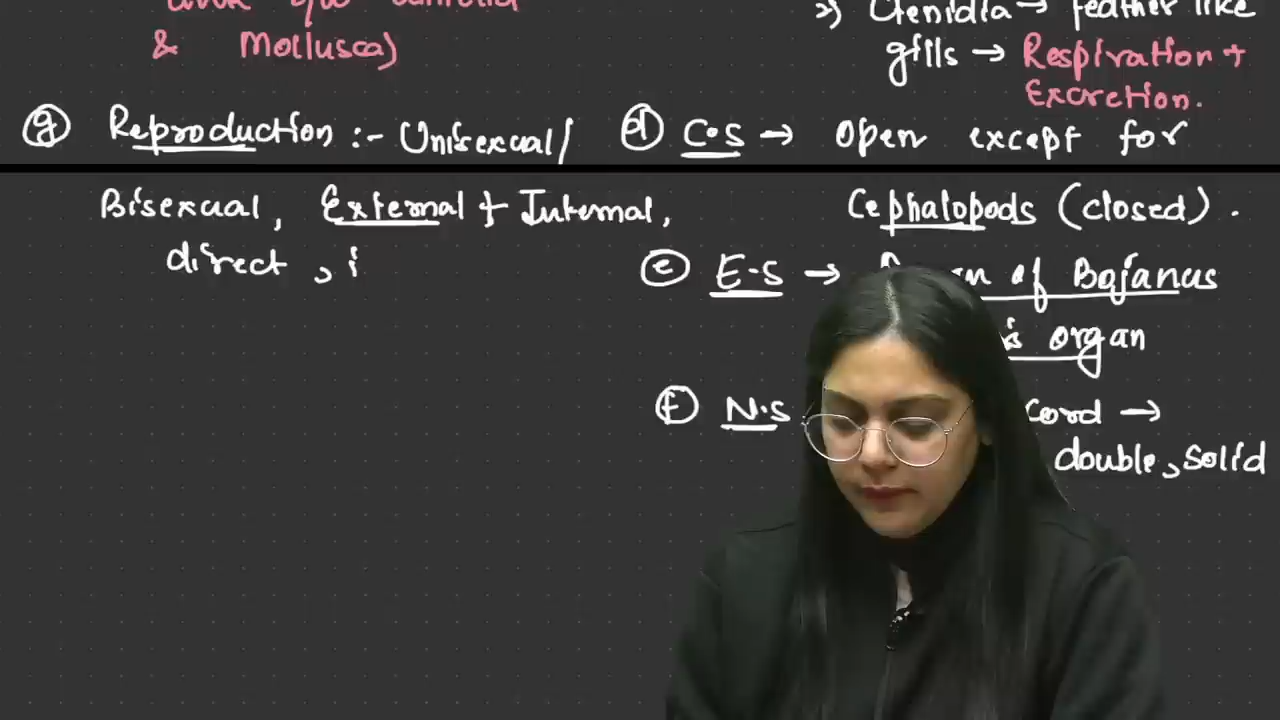 & Mollusca)
2) Ctenidia → feather like
gills → Respiration +
Excretion.
g Reproduction :- Unisexual/
Bisexual, External + Internal,
direct, i
d C.S → open except for
Cephalopods (closed).
e E.S → of Bojanus
organ
f N.S cord →
double, solid